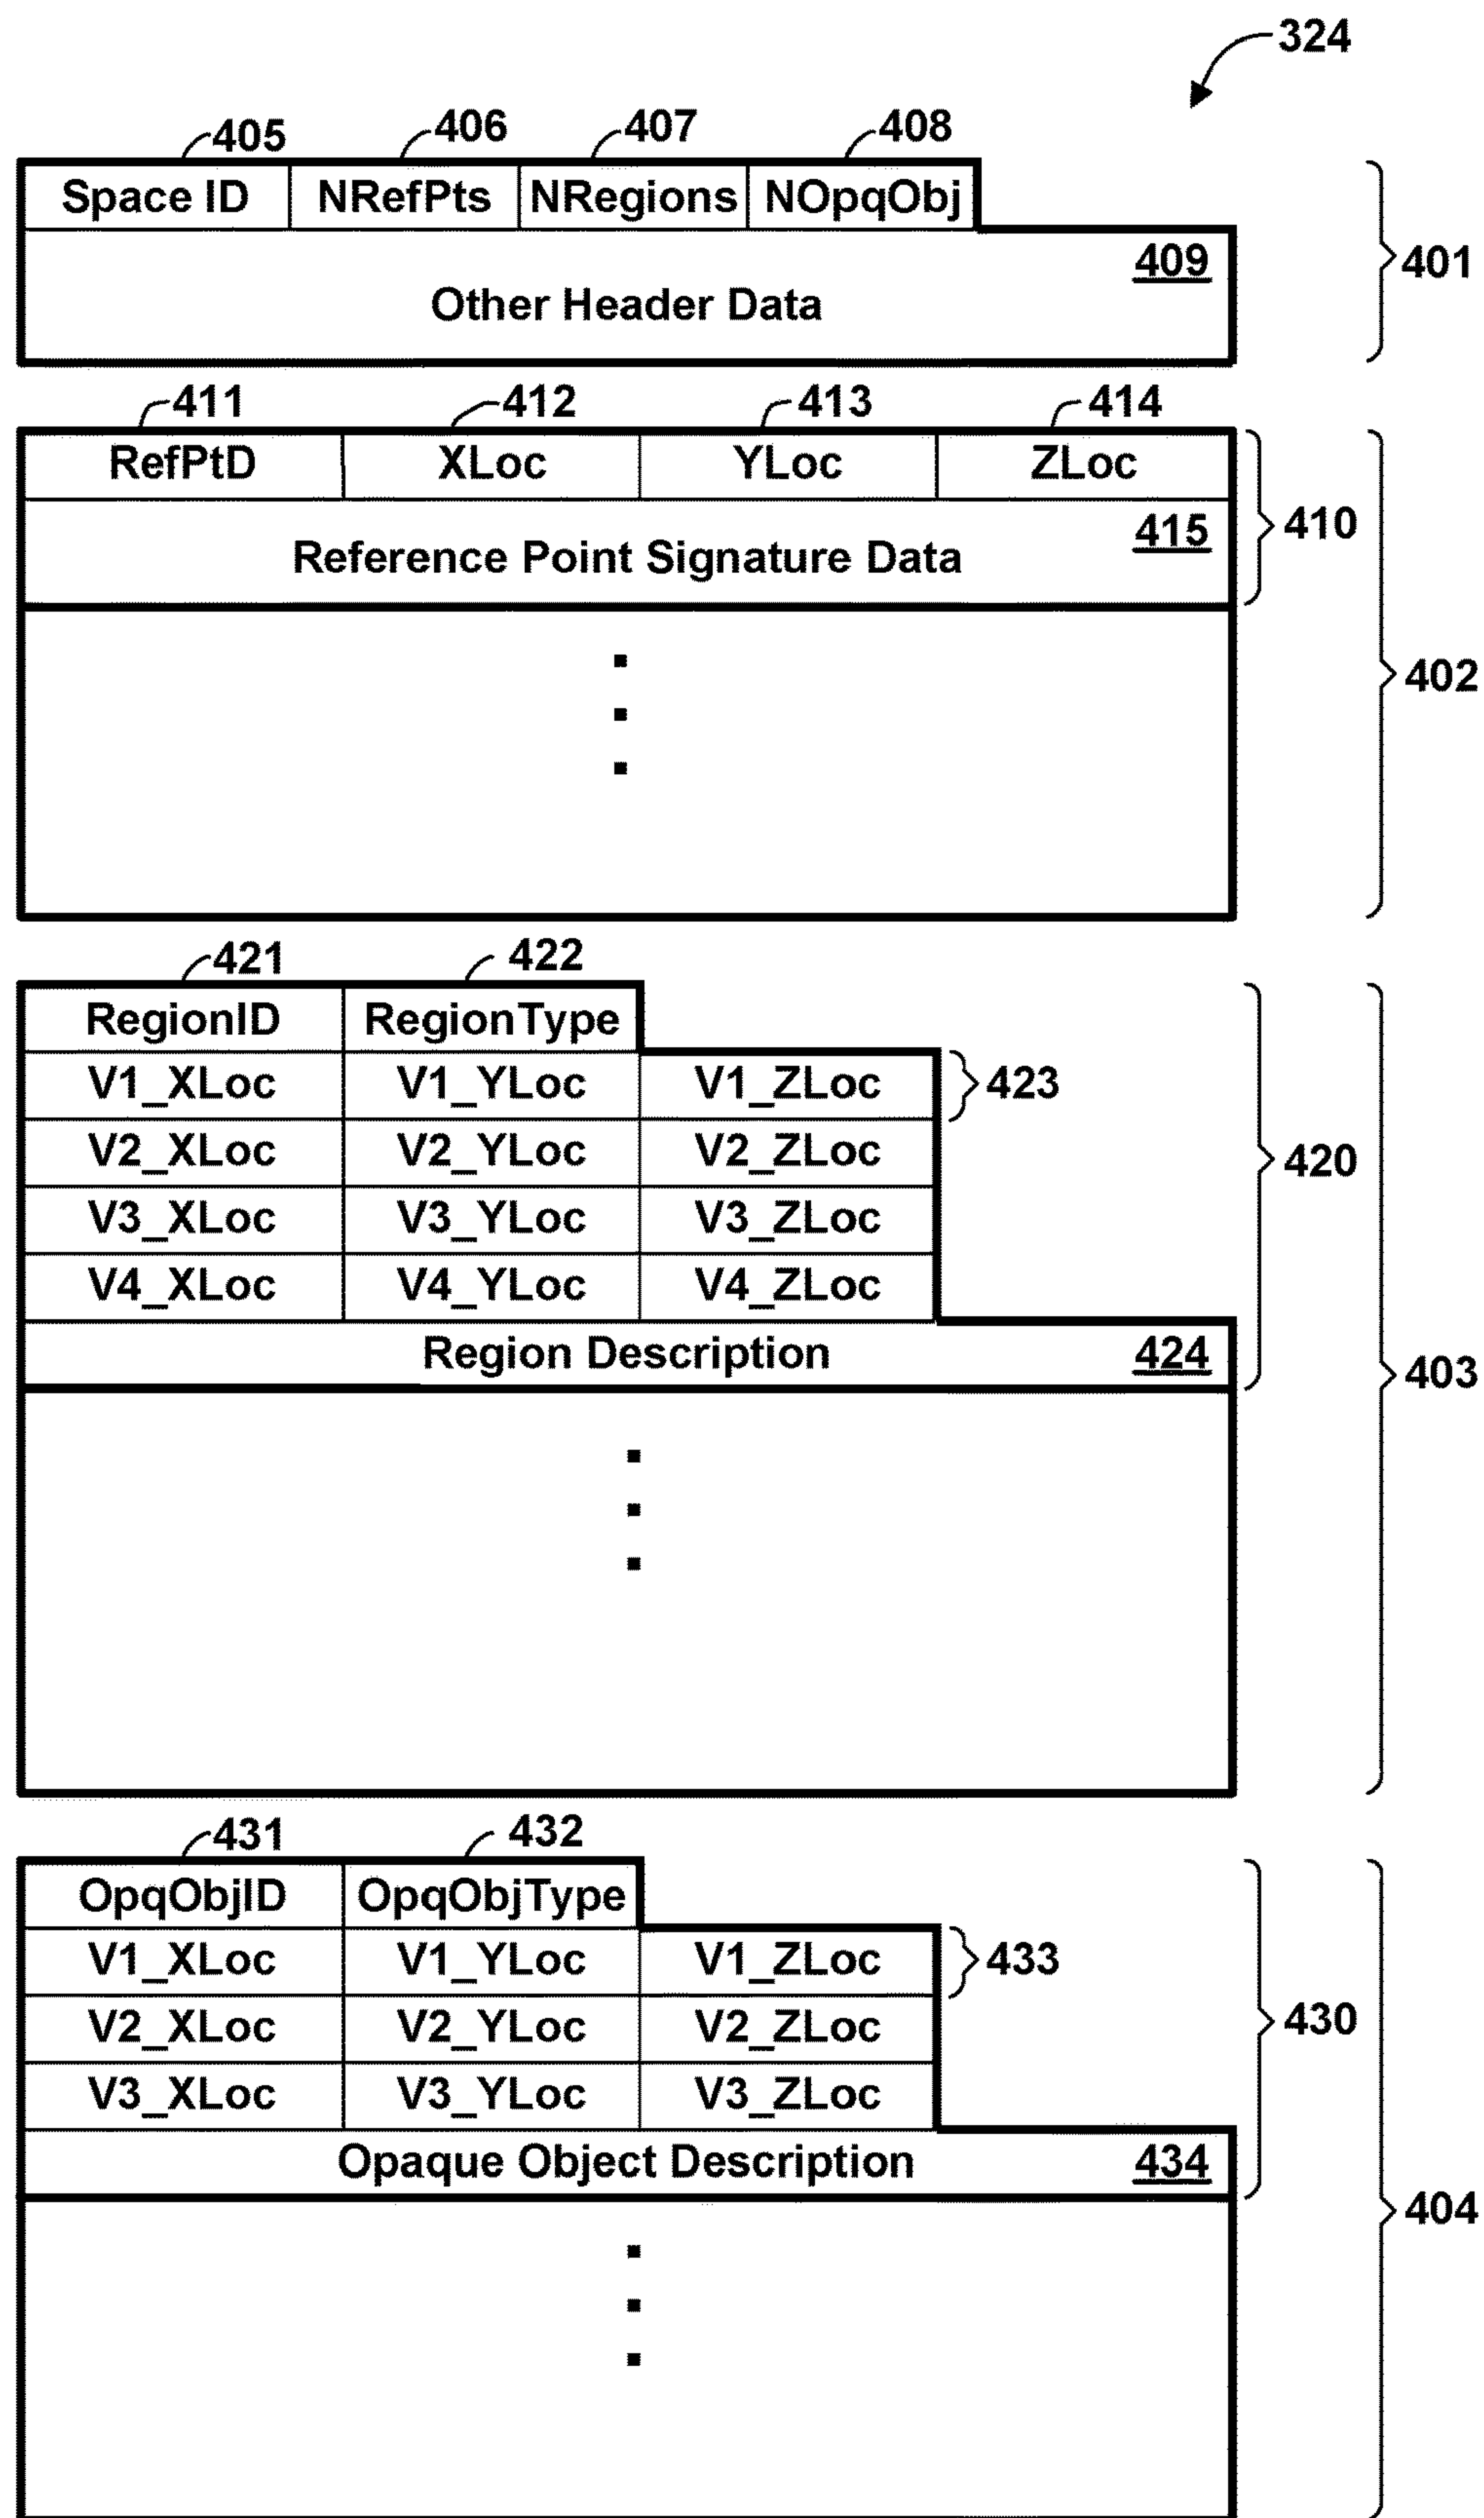 324
405 406 407 408
Space ID NRefPts NRegions NOpqObj
409
401
Other Header Data
411 412 413 414
RefPtD XLoc YLoc ZLoc
415
410
Reference Point Signature Data
402
421 422
RegionID RegionType
V1_XLoc V1_YLoc V1_ZLoc 423
V2_XLoc V2_YLoc V2_ZLoc 420
V3_XLoc V3_YLoc V3_ZLoc
V4_XLoc V4_YLoc V4_ZLoc
Region Description 424
403
431 432
OpqObjID OpqObjType
V1_XLoc V1_YLoc V1_ZLoc 433
V2_XLoc V2_YLoc V2_ZLoc 430
V3_XLoc V3_YLoc V3_ZLoc
Opaque Object Description 434
404